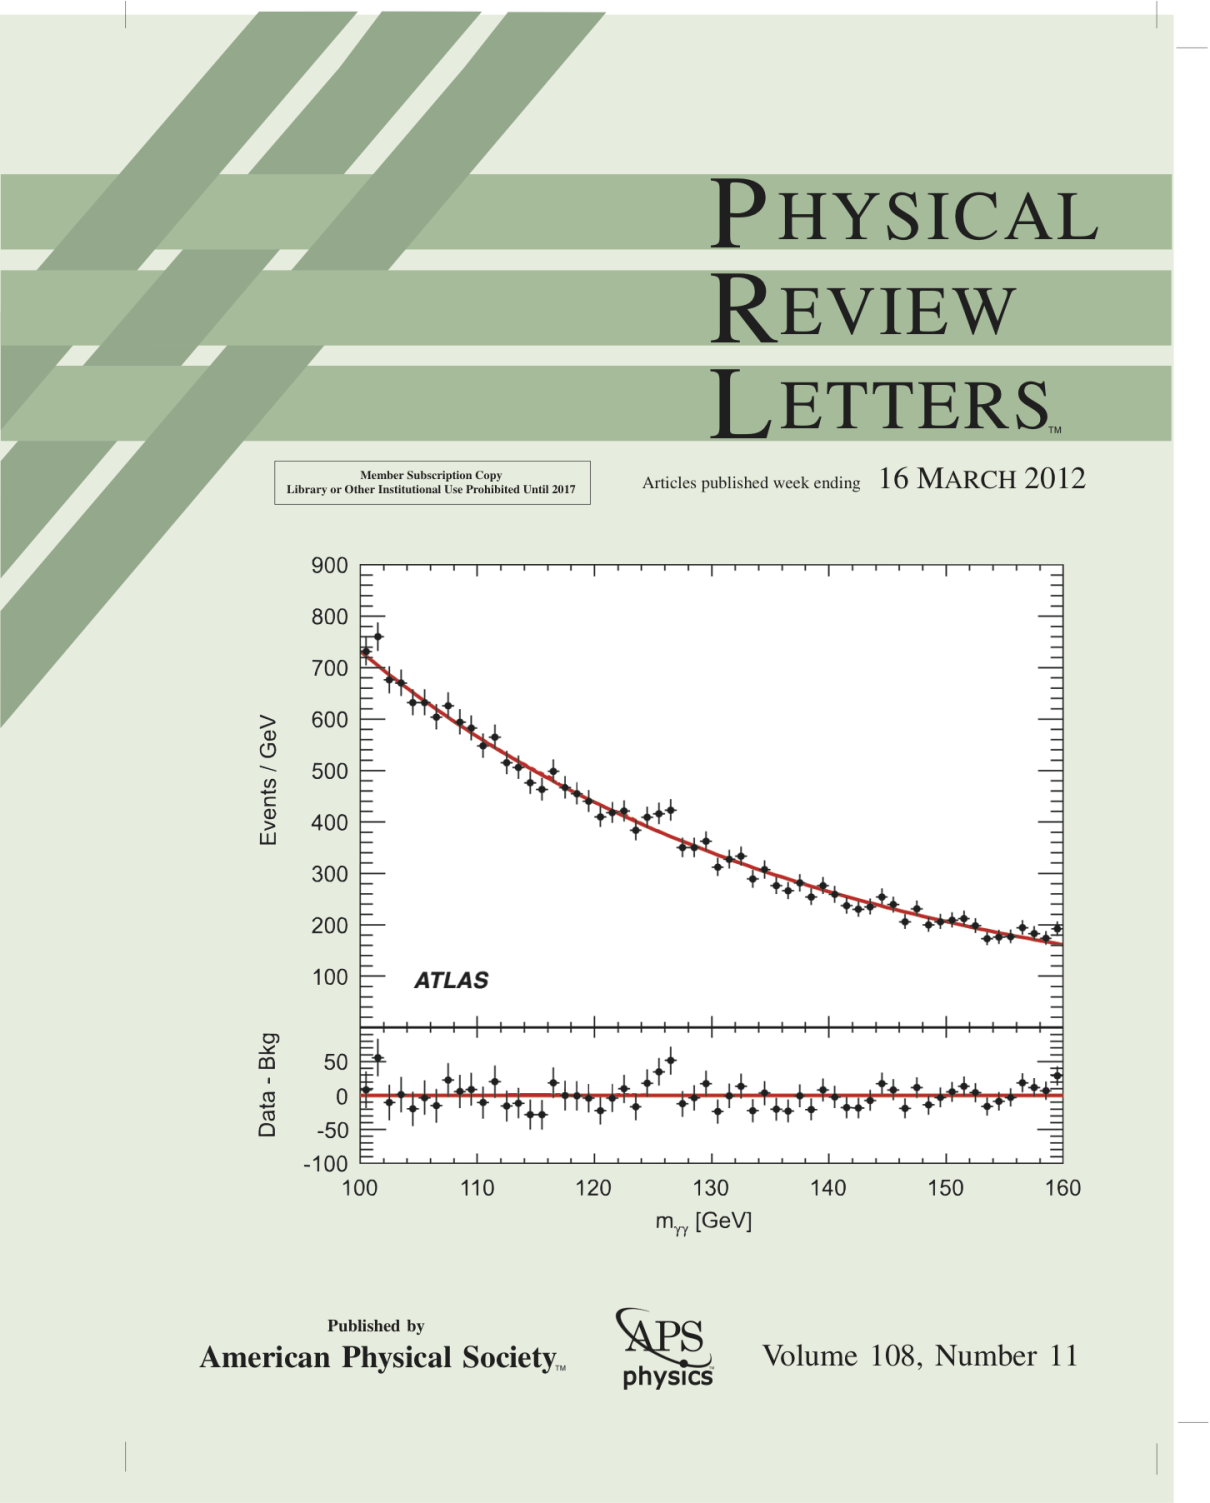 PHYSICAL
REVIEW
LETTERS™
Member Subscription Copy
Library or Other Institutional Use Prohibited Until 2017
Articles published week ending 16 MARCH 2012
900
800
700
600
500
400
300
200
100
Events / GeV
ATLAS
Data - Bkg
50
0
-50
-100
100 110 120 130 140 150 160
mγγ [GeV]
Published by
American Physical Society™
APS
physics
Volume 108, Number 11